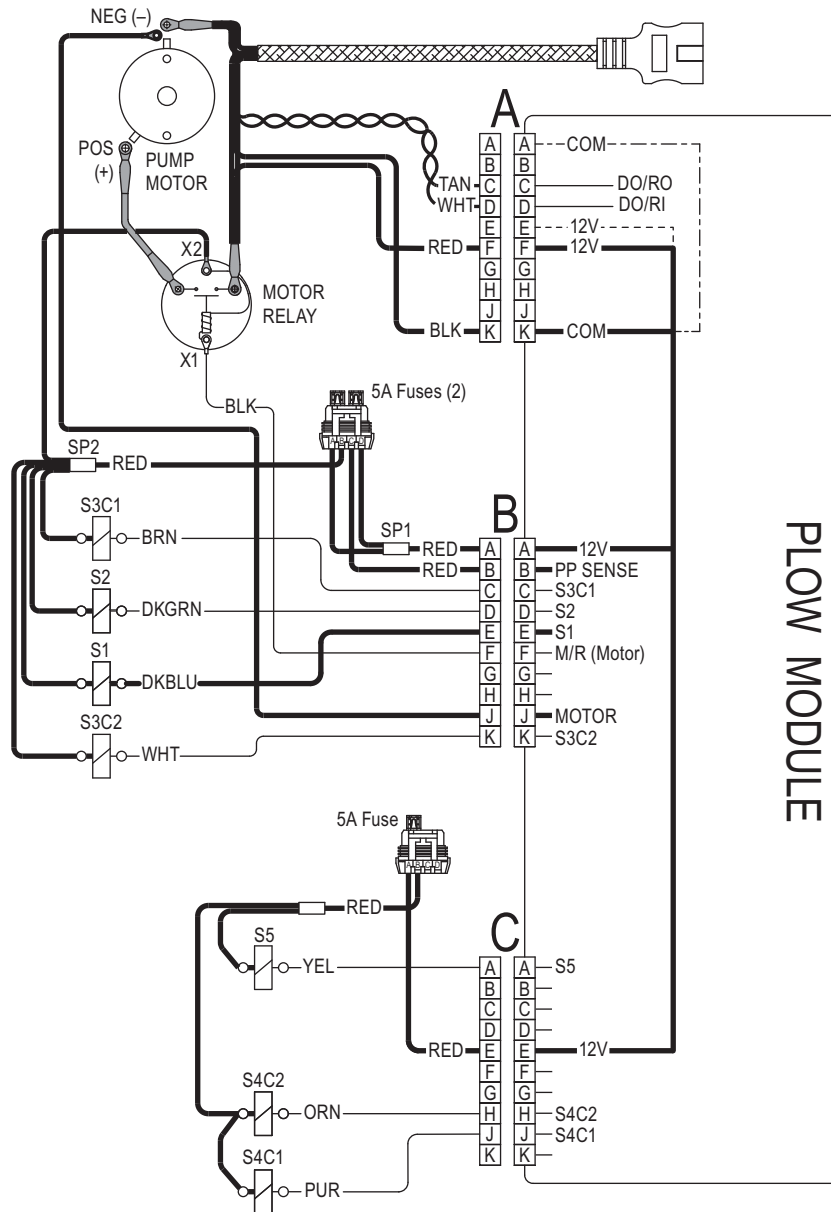 NEG (–)
POS
(+)
PUMP
MOTOR
X2
MOTOR
RELAY
X1
BLK
TAN
WHT
RED
BLK
A
A
B
C
D
E
F
G
H
J
K
A
B
C
D
E
F
G
H
J
K
COM
DO/RO
DO/RI
12V
12V
COM
5A Fuses (2)
A B C D
SP2
RED
SP1
RED
RED
S3C1
BRN
S2
DKGRN
S1
DKBLU
S3C2
WHT
B
A
B
C
D
E
F
G
H
J
K
A
B
C
D
E
F
G
H
J
K
12V
PP SENSE
S3C1
S2
S1
M/R (Motor)
MOTOR
S3C2
PLOW MODULE
5A Fuse
A B C D
RED
S5
YEL
RED
S4C2
ORN
S4C1
PUR
C
A
B
C
D
E
F
G
H
J
K
A
B
C
D
E
F
G
H
J
K
S5
12V
S4C2
S4C1